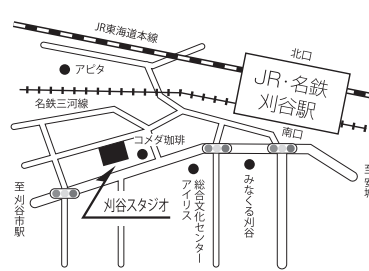 JR東海道本線
北口
アピタ
JR・名鉄
刈谷駅
名鉄三河線
南口
コメダ珈琲
至 刈谷市駅
刈谷スタジオ
総合文化センター
アイリス
みなくる刈谷
至